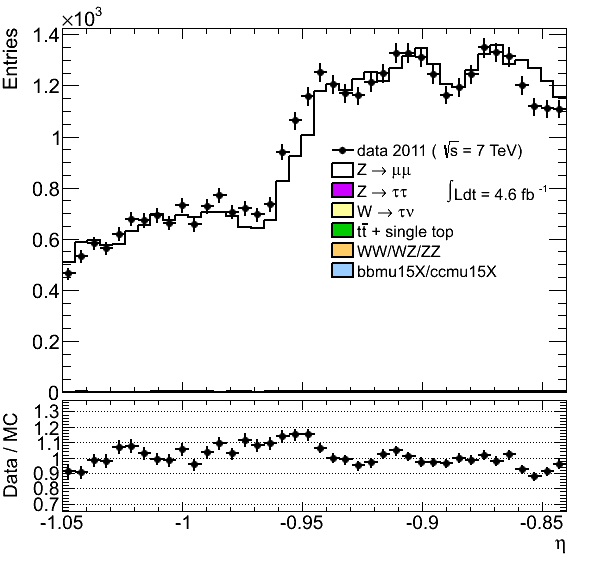 ×10³
Entries
1.4
1.2
1
0.8
0.6
0.4
0.2
0
data 2011 ( √s = 7 TeV)
Z → μμ
Z → ττ
∫Ldt = 4.6 fb⁻¹
W → τν
tt̄ + single top
WW/WZ/ZZ
bbmu15X/ccmu15X
Data / MC
1.3
1.2
1.1
1
0.9
0.8
0.7
-1.05 -1 -0.95 -0.9 -0.85
η